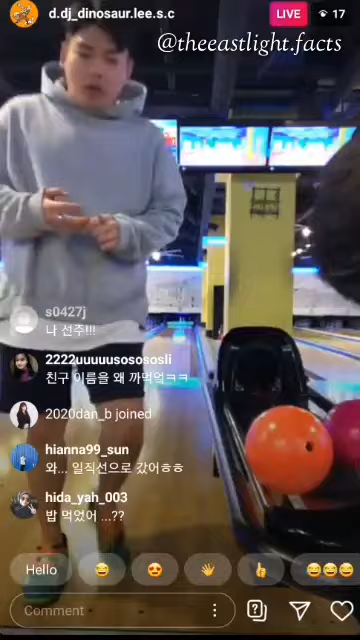 d.dj_dinosaur.lee.s.c
LIVE
17
@theeastlight.facts
s0427j
나 선주!!!
2222uuuuusososossli
친구 이름을 왜 까먹엌ㅋㅋ
2020dan_b joined
hianna99_sun
와... 일직선으로 갔어ㅎㅎ
hida_yah_003
밥 먹었어 ...??
Hello
Comment